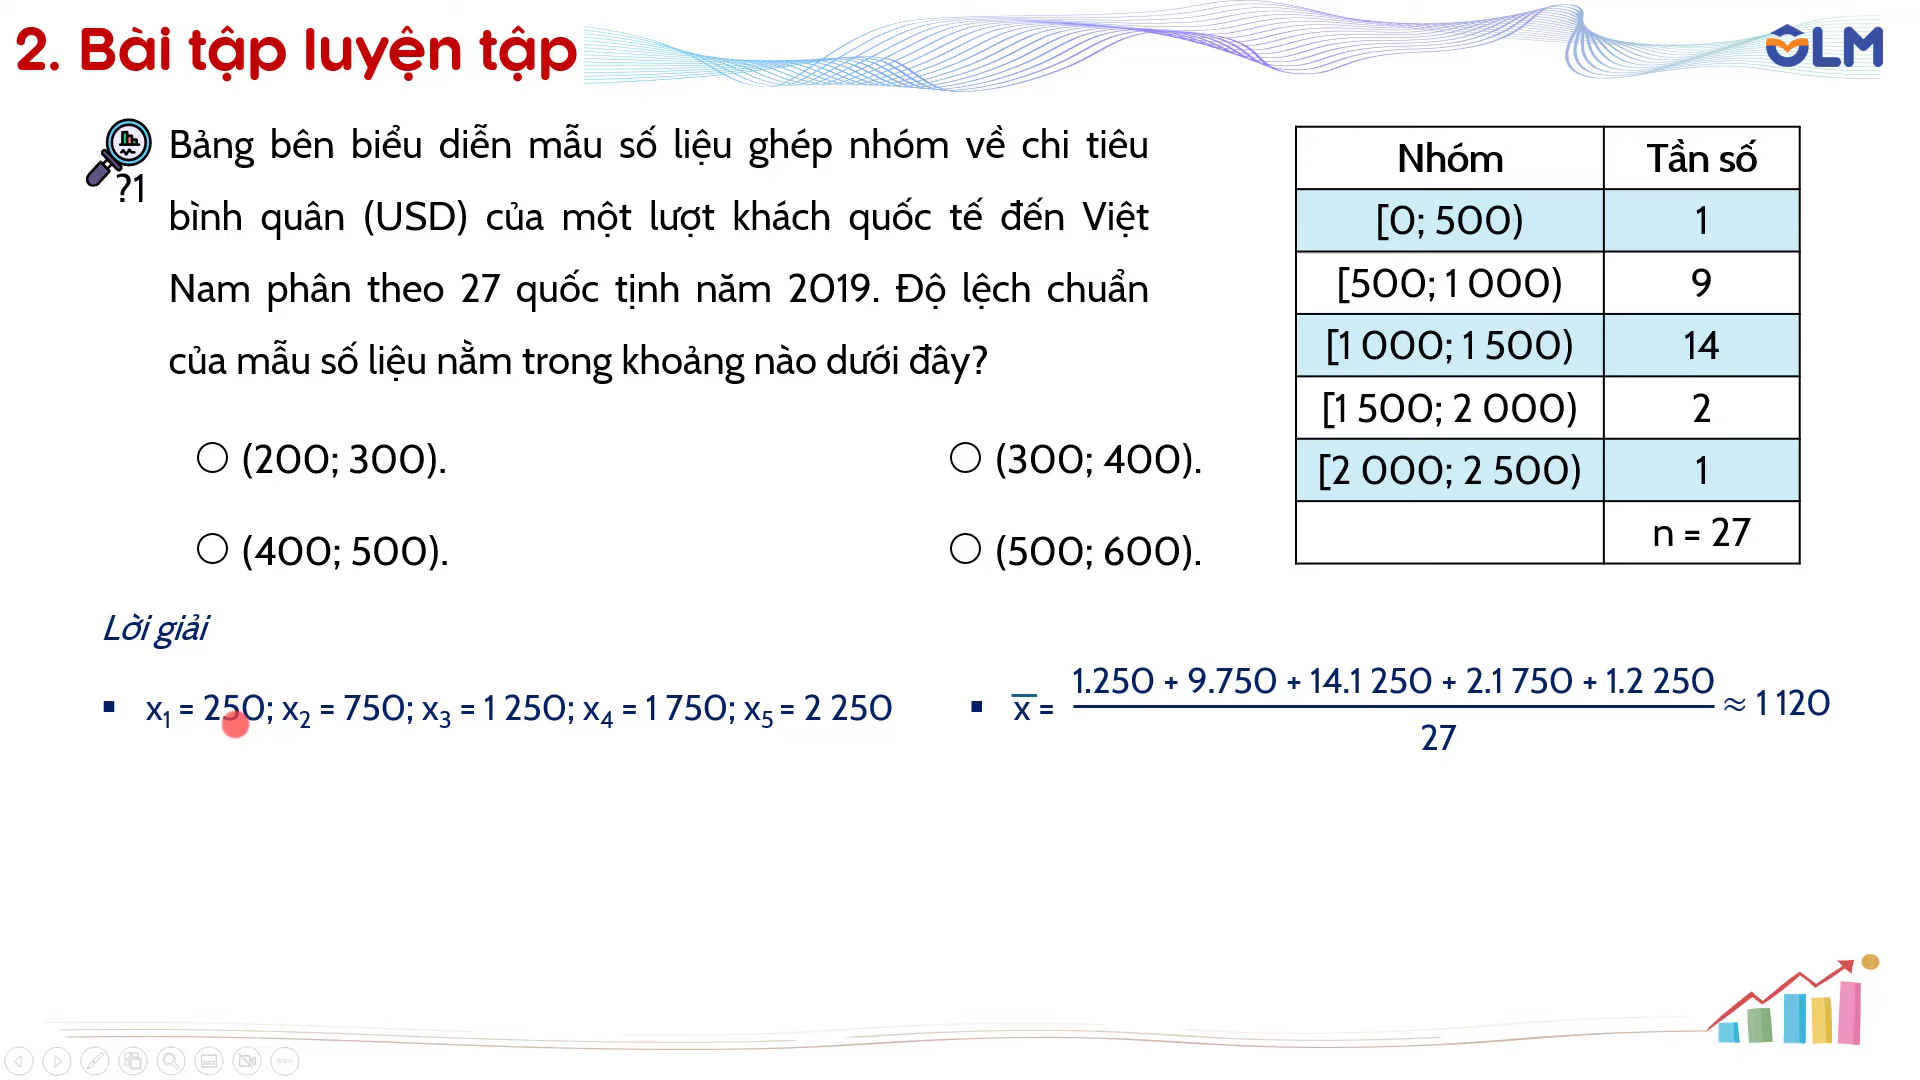 2. Bài tập luyện tập
ÔLM
?1
Bảng bên biểu diễn mẫu số liệu ghép nhóm về chi tiêu
bình quân (USD) của một lượt khách quốc tế đến Việt
Nam phân theo 27 quốc tịnh năm 2019. Độ lệch chuẩn
của mẫu số liệu nằm trong khoảng nào dưới đây?
(200; 300). (300; 400).
(400; 500). (500; 600).
Nhóm Tần số
[0; 500) 1
[500; 1 000) 9
[1 000; 1 500) 14
[1 500; 2 000) 2
[2 000; 2 500) 1
n = 27
Lời giải
▪ x₁ = 250; x₂ = 750; x₃ = 1 250; x₄ = 1 750; x₅ = 2 250
▪ x̅ = (1.250 + 9.750 + 14.1 250 + 2.1 750 + 1.2 250)/27 ≈ 1 120